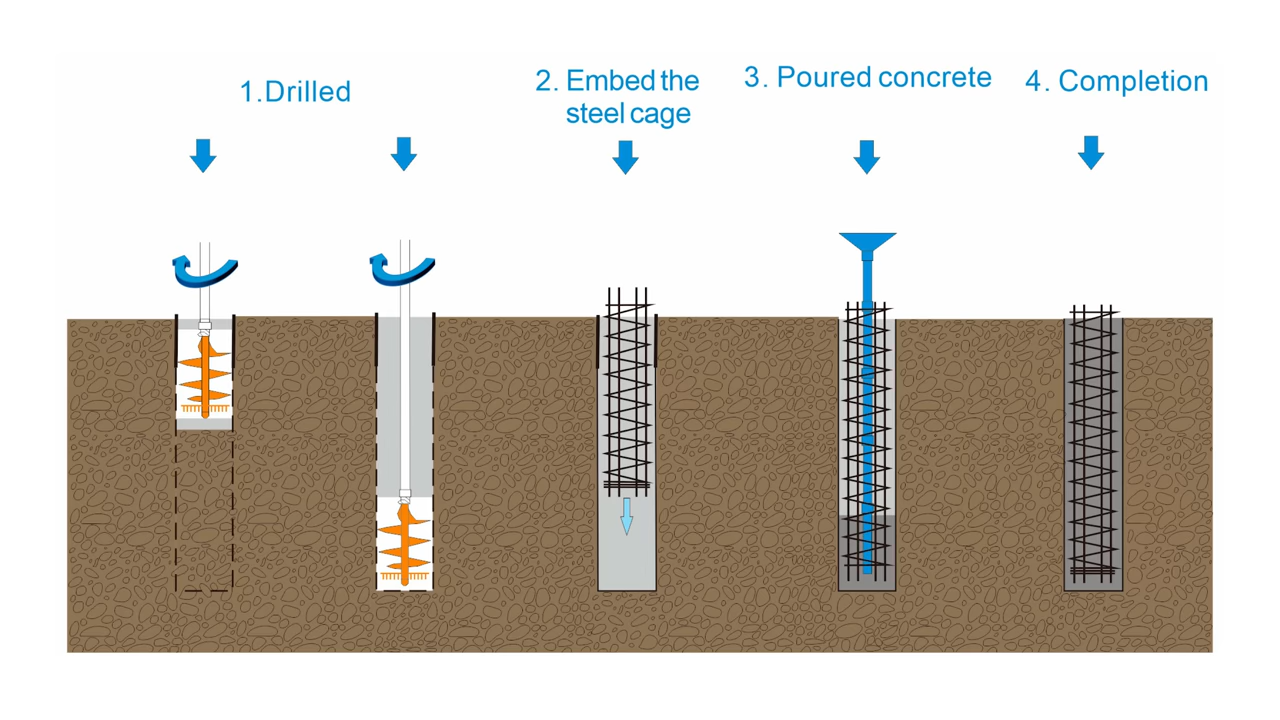 1.Drilled
2. Embed the
steel cage
3. Poured concrete
4. Completion